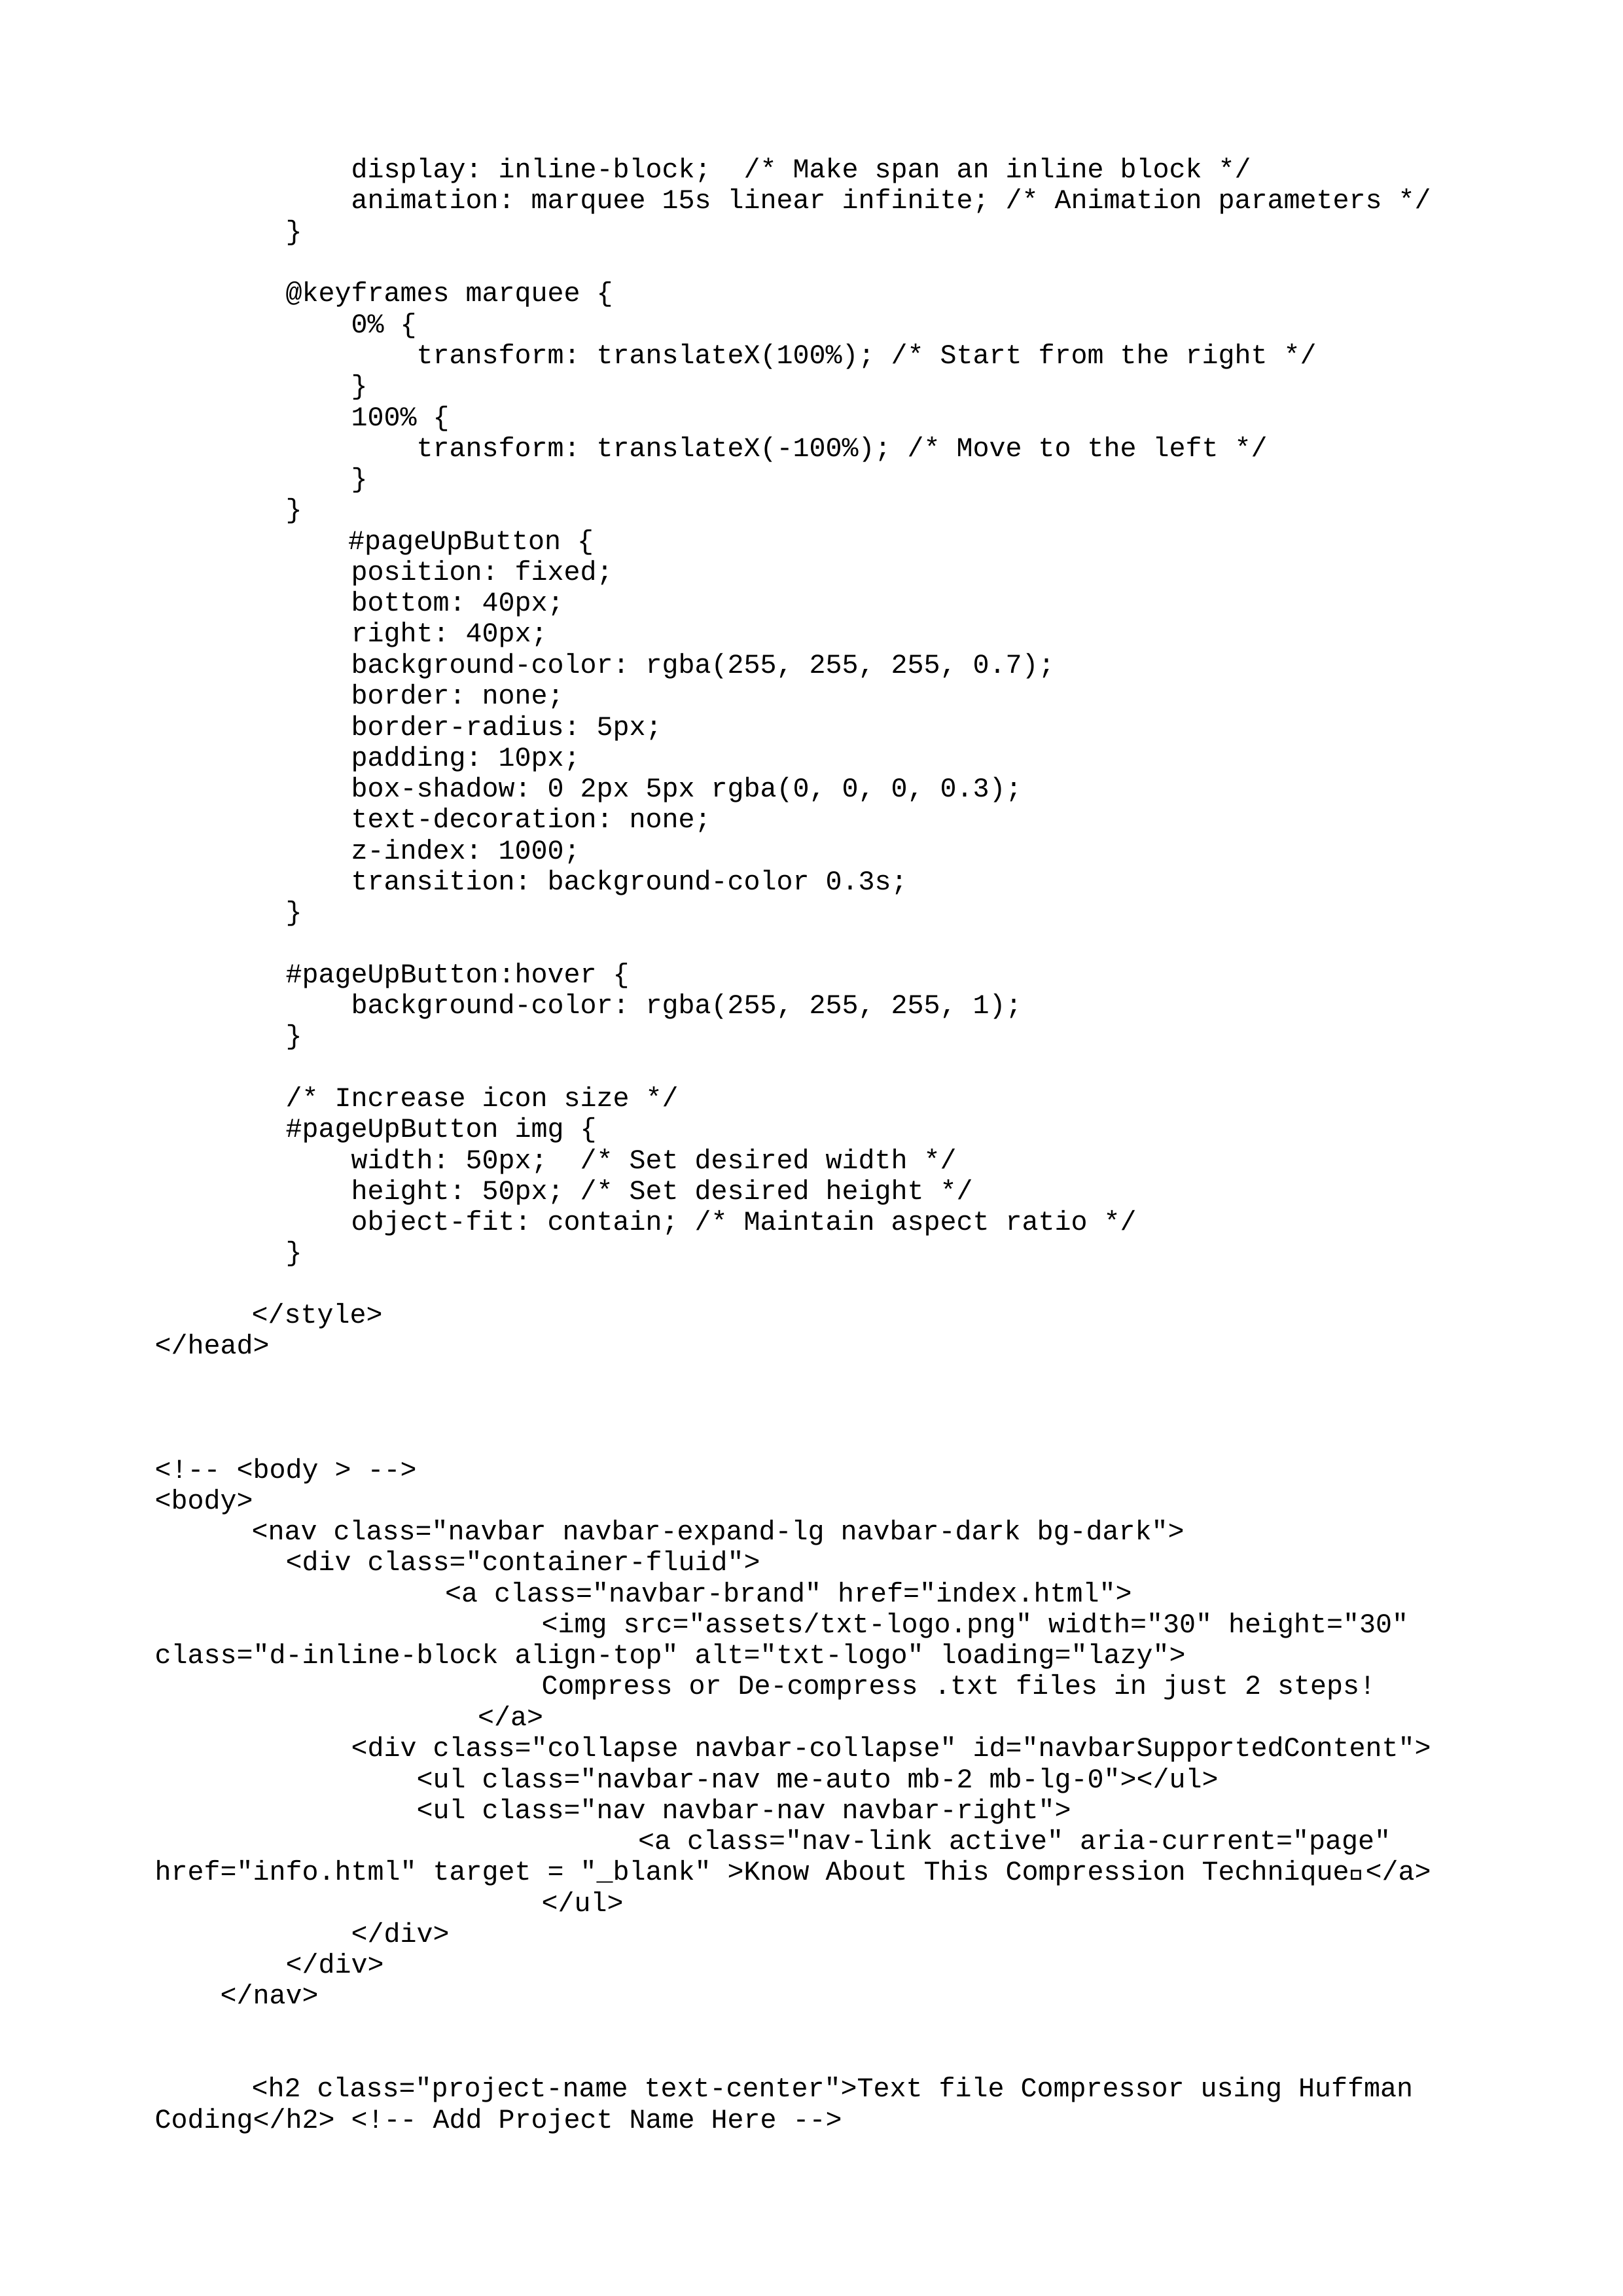 display: inline-block;  /* Make span an inline block */
animation: marquee 15s linear infinite; /* Animation parameters */
}
@keyframes marquee {
0% {
transform: translateX(100%); /* Start from the right */
}
100% {
transform: translateX(-100%); /* Move to the left */
}
}
#pageUpButton {
position: fixed;
bottom: 40px;
right: 40px;
background-color: rgba(255, 255, 255, 0.7);
border: none;
border-radius: 5px;
padding: 10px;
box-shadow: 0 2px 5px rgba(0, 0, 0, 0.3);
text-decoration: none;
z-index: 1000;
transition: background-color 0.3s;
}
#pageUpButton:hover {
background-color: rgba(255, 255, 255, 1);
}
/* Increase icon size */
#pageUpButton img {
width: 50px;  /* Set desired width */
height: 50px; /* Set desired height */
object-fit: contain; /* Maintain aspect ratio */
}
</style>
</head>
<!-- <body > -->
<body>
<nav class="navbar navbar-expand-lg navbar-dark bg-dark">
<div class="container-fluid">
<a class="navbar-brand" href="index.html">
<img src="assets/txt-logo.png" width="30" height="30"
class="d-inline-block align-top" alt="txt-logo" loading="lazy">
Compress or De-compress .txt files in just 2 steps!
</a>
<div class="collapse navbar-collapse" id="navbarSupportedContent">
<ul class="navbar-nav me-auto mb-2 mb-lg-0"></ul>
<ul class="nav navbar-nav navbar-right">
<a class="nav-link active" aria-current="page"
href="info.html" target = "_blank" >Know About This Compression Technique</a>
</ul>
</div>
</div>
</nav>
<h2 class="project-name text-center">Text file Compressor using Huffman
Coding</h2> <!-- Add Project Name Here -->